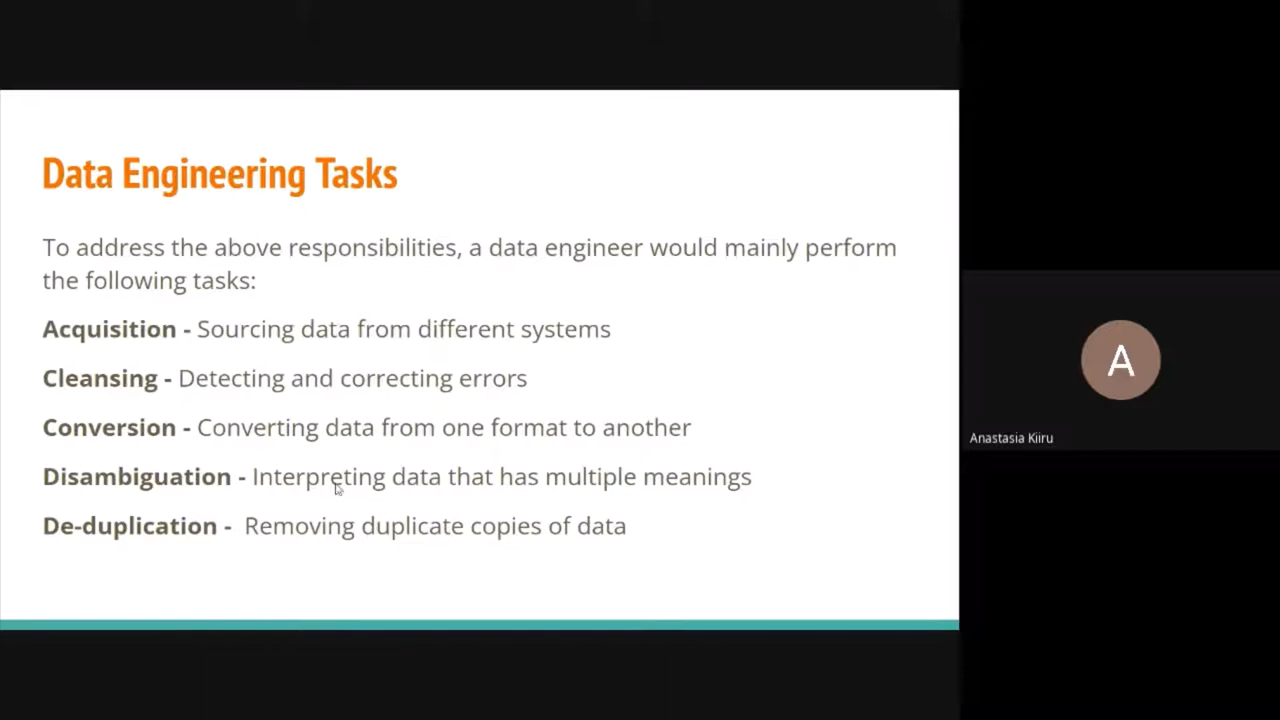 Data Engineering Tasks
To address the above responsibilities, a data engineer would mainly perform
the following tasks:
Acquisition - Sourcing data from different systems
Cleansing - Detecting and correcting errors
Conversion - Converting data from one format to another
Disambiguation - Interpreting data that has multiple meanings
De-duplication - Removing duplicate copies of data
A
Anastasia Kiiru